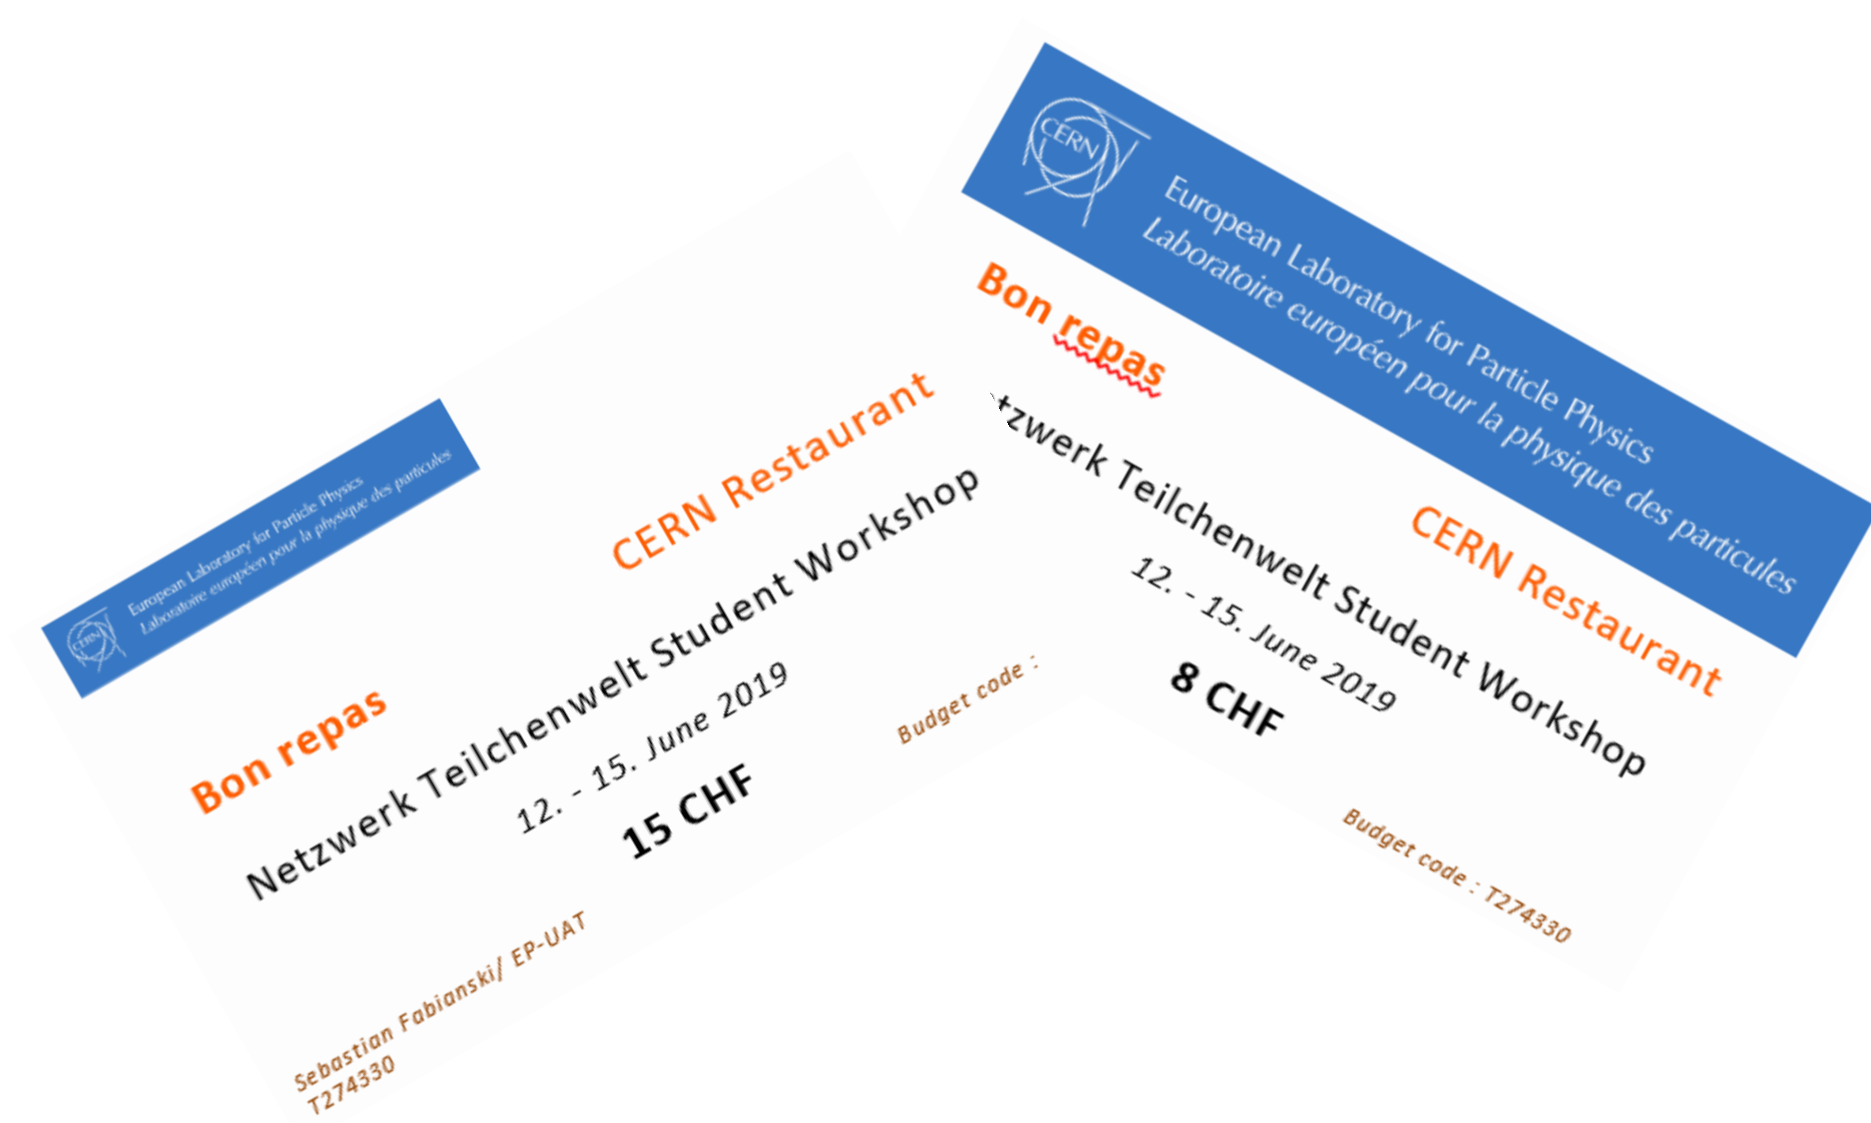 CERN
European Laboratory for Particle Physics
Laboratoire européen pour la physique des particules
Bon repas
CERN Restaurant
Netzwerk Teilchenwelt Student Workshop
12. - 15. June 2019
15 CHF
Sebastian Fabianski/ EP-UAT
Budget code :
T274330
CERN
European Laboratory for Particle Physics
Laboratoire européen pour la physique des particules
Bon repas
CERN Restaurant
tzwerk Teilchenwelt Student Workshop
12. - 15. June 2019
8 CHF
Budget code : T274330